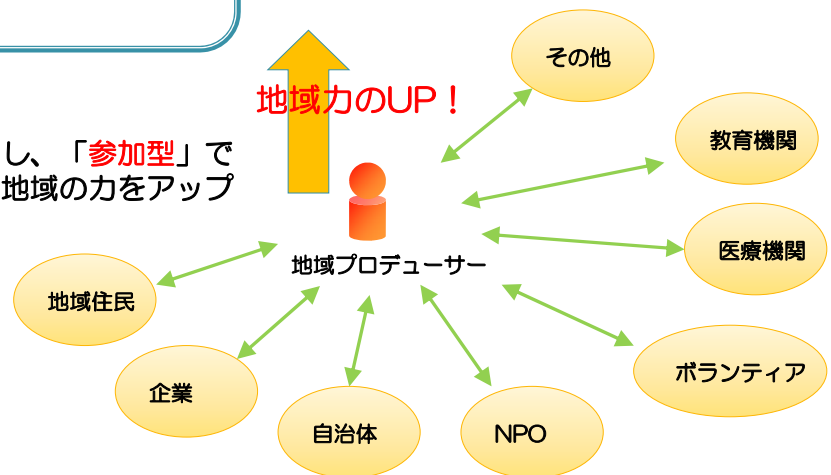 その他
地域力のUP！
教育機関
し、「参加型」で
地域の力をアップ
医療機関
地域プロデューサー
地域住民
ボランティア
企業
自治体
NPO